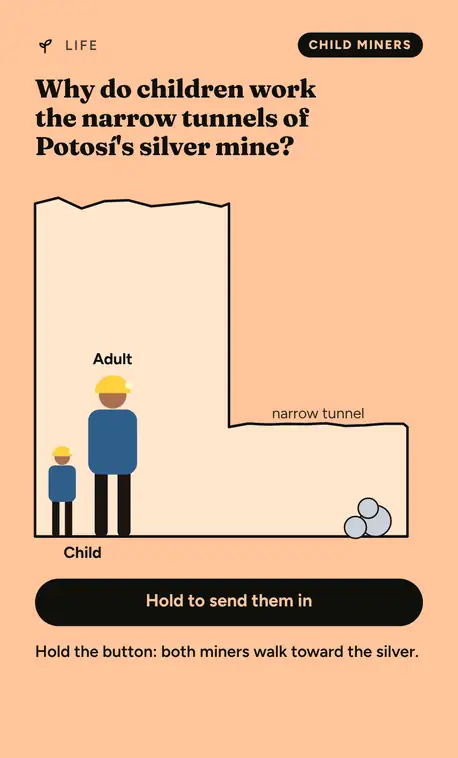 LIFE
CHILD MINERS
Why do children work
the narrow tunnels of
Potosí's silver mine?
Adult
narrow tunnel
Child
Hold to send them in
Hold the button: both miners walk toward the silver.